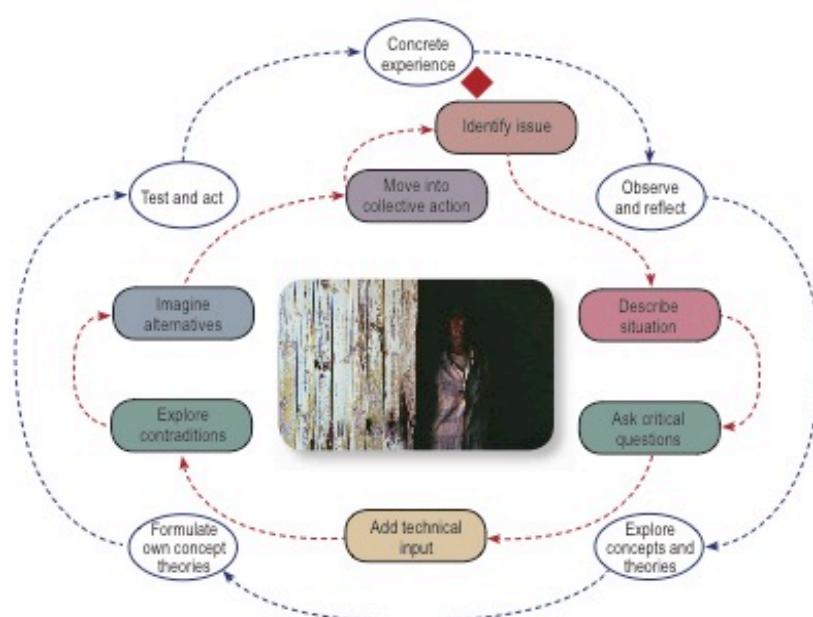 Concrete
experience
Identify issue
Move into
collective action
Test and act
Observe
and reflect
Imagine
alternatives
Describe
situation
Explore
contraditions
Ask critical
questions
Add technical
input
Formulate
own concept
theories
Explore
concepts and
theories